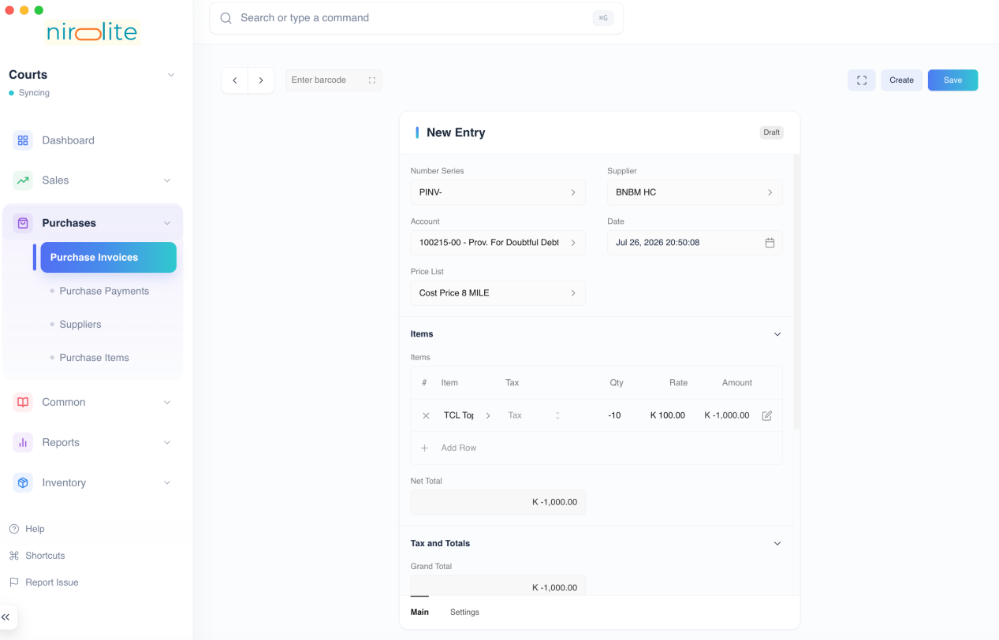 nirolite
Search or type a command
⌘G
Courts
Syncing
Enter barcode
Create
Save
New Entry
Draft
Dashboard
Sales
Purchases
Purchase Invoices
Purchase Payments
Suppliers
Purchase Items
Common
Reports
Inventory
Help
Shortcuts
Report Issue
Number Series
Supplier
PINV-
BNBM HC
Account
Date
100215-00 - Prov. For Doubtful Debt
Jul 26, 2026 20:50:08
Price List
Cost Price 8 MILE
Items
Items
# Item Tax Qty Rate Amount
TCL Top Tax -10 K 100.00 K -1,000.00
Add Row
Net Total
K -1,000.00
Tax and Totals
Grand Total
K -1,000.00
Main Settings